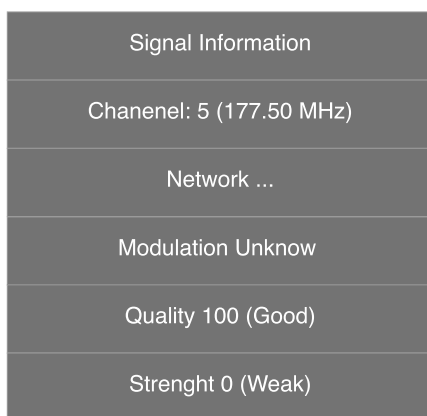 Signal Information
Chanenel: 5 (177.50 MHz)
Network ...
Modulation Unknow
Quality 100 (Good)
Strenght 0 (Weak)